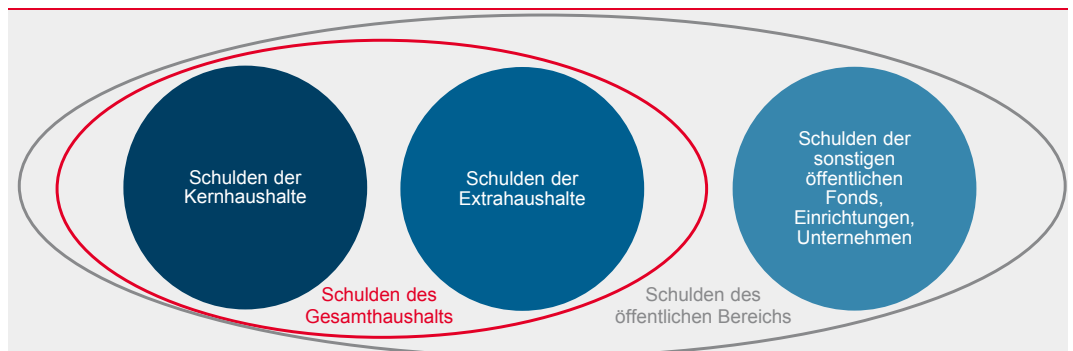 Schulden der
Kernhaushalte
Schulden der
Extrahaushalte
Schulden der
sonstigen
öffentlichen
Fonds,
Einrichtungen,
Unternehmen
Schulden des
Gesamthaushalts
Schulden des
öffentlichen Bereichs